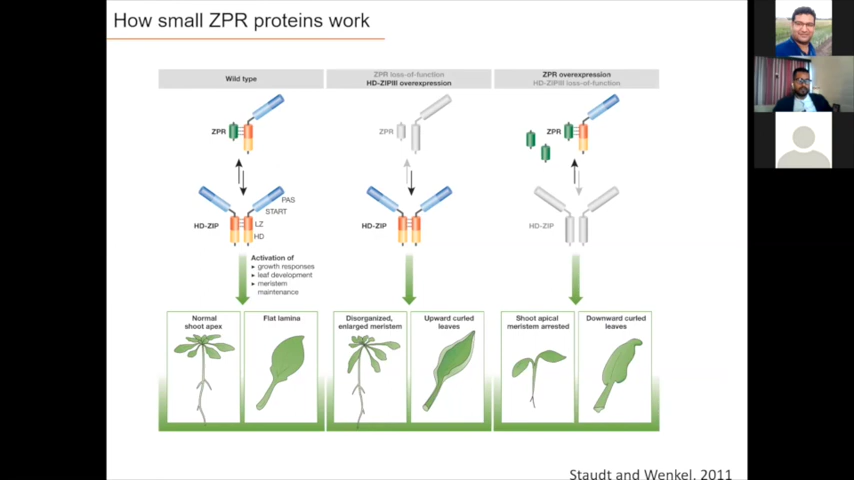 How small ZPR proteins work
Wild type
ZPR loss-of-function
HD-ZIPIII overexpression
ZPR overexpression
HD-ZIPIII loss-of-function
ZPR
ZPR
ZPR
PAS
START
HD-ZIP
LZ
HD
HD-ZIP
HD-ZIP
Activation of
▸ growth responses
▸ leaf development
▸ meristem
maintenance
Normal
shoot apex
Flat lamina
Disorganized,
enlarged meristem
Upward curled
leaves
Shoot apical
meristem arrested
Downward curled
leaves
Staudt and Wenkel, 2011